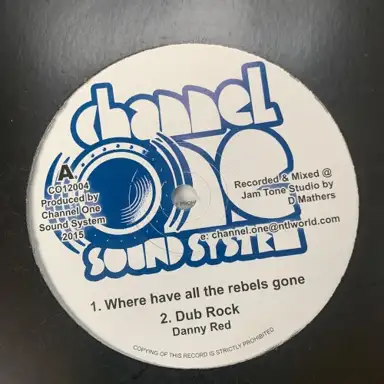 channel
ONE
SOUND SYSTEM
A
CO12004
Produced by
Channel One
Sound System
2015
Recorded & Mixed @
Jam Tone Studio by
D Mathers
e: channel.one@ntlworld.com
1. Where have all the rebels gone
2. Dub Rock
Danny Red
COPYING OF THIS RECORD IS STRICTLY PROHIBITED